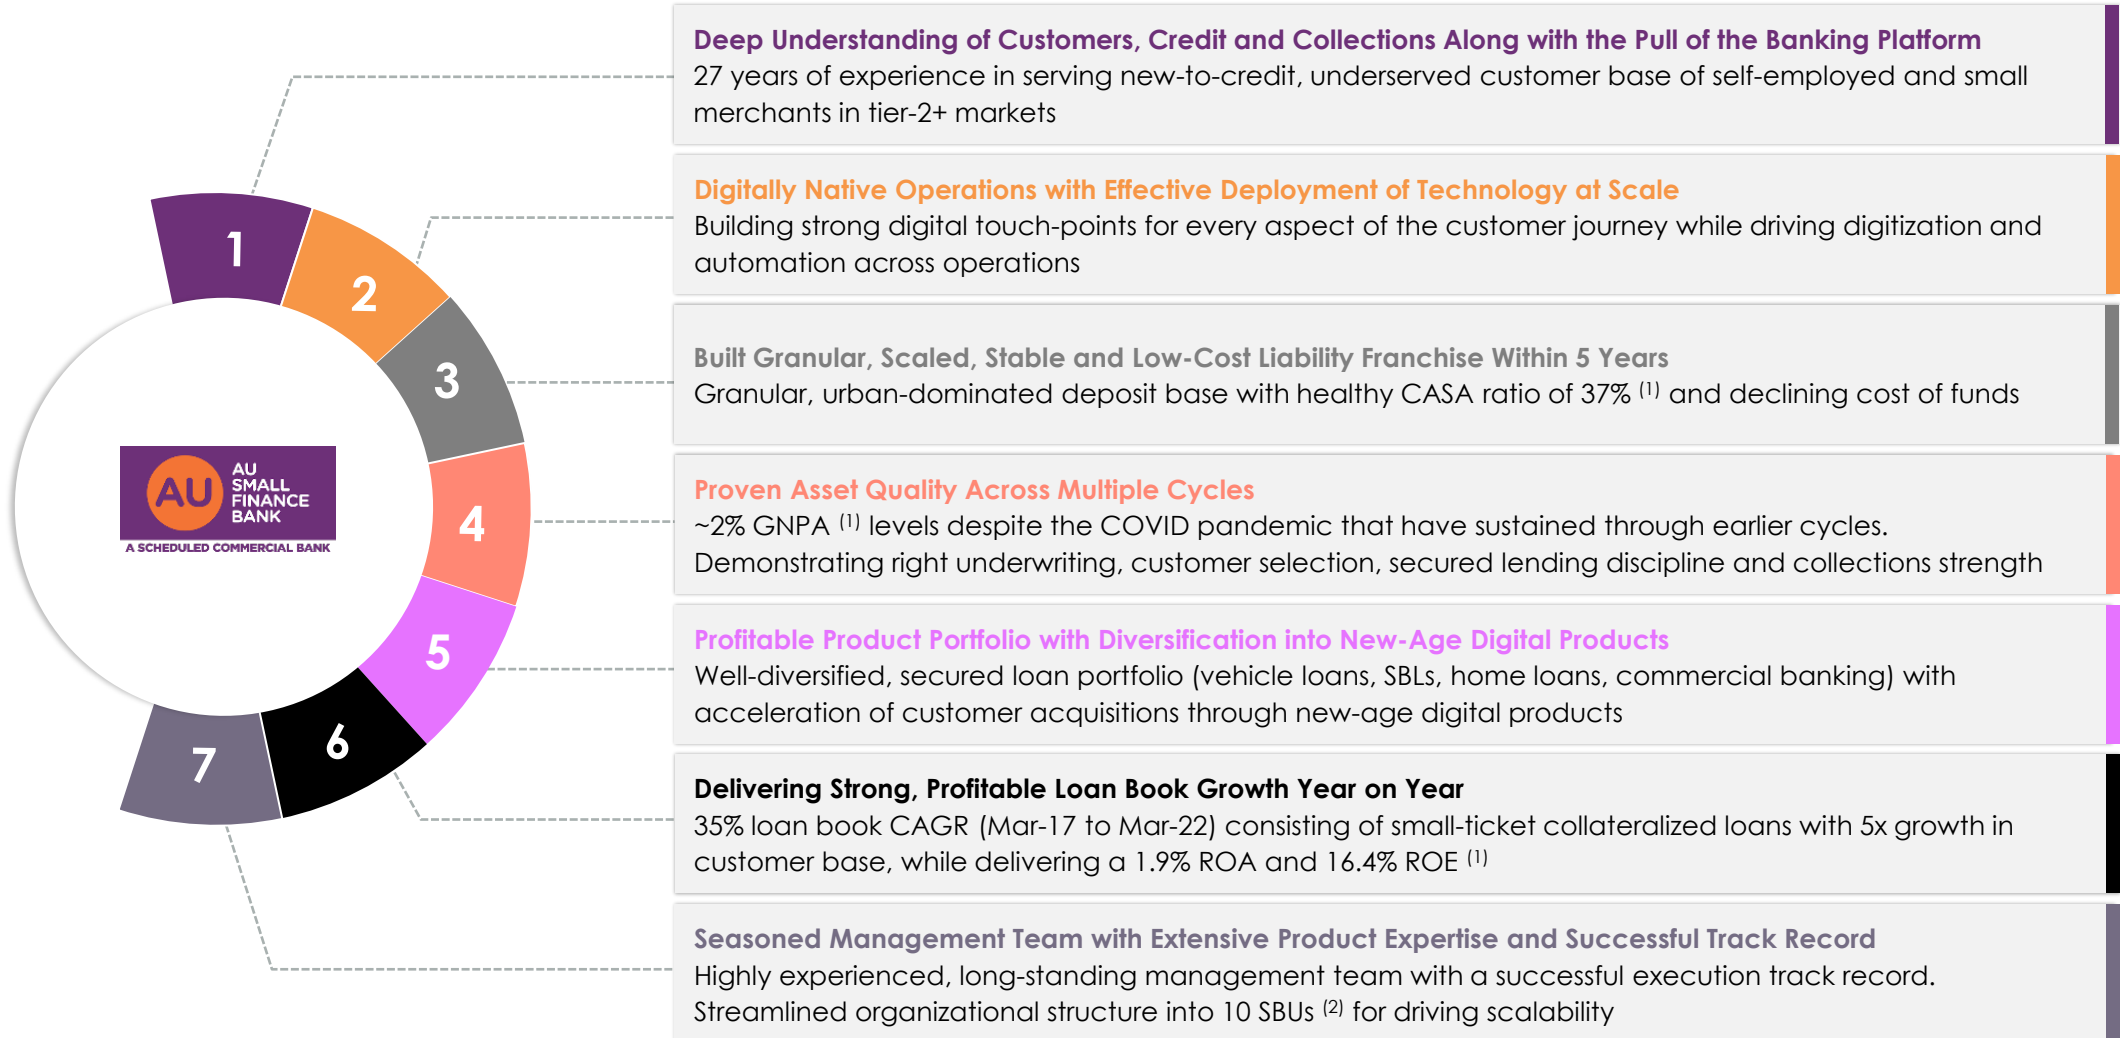 Deep Understanding of Customers, Credit and Collections Along with the Pull of the Banking Platform
27 years of experience in serving new-to-credit, underserved customer base of self-employed and small
merchants in tier-2+ markets
Digitally Native Operations with Effective Deployment of Technology at Scale
Building strong digital touch-points for every aspect of the customer journey while driving digitization and
automation across operations
Built Granular, Scaled, Stable and Low-Cost Liability Franchise Within 5 Years
Granular, urban-dominated deposit base with healthy CASA ratio of 37% (1) and declining cost of funds
Proven Asset Quality Across Multiple Cycles
~2% GNPA (1) levels despite the COVID pandemic that have sustained through earlier cycles.
Demonstrating right underwriting, customer selection, secured lending discipline and collections strength
Profitable Product Portfolio with Diversification into New-Age Digital Products
Well-diversified, secured loan portfolio (vehicle loans, SBLs, home loans, commercial banking) with
acceleration of customer acquisitions through new-age digital products
Delivering Strong, Profitable Loan Book Growth Year on Year
35% loan book CAGR (Mar-17 to Mar-22) consisting of small-ticket collateralized loans with 5x growth in
customer base, while delivering a 1.9% ROA and 16.4% ROE (1)
Seasoned Management Team with Extensive Product Expertise and Successful Track Record
Highly experienced, long-standing management team with a successful execution track record.
Streamlined organizational structure into 10 SBUs (2) for driving scalability
1
2
3
4
5
6
7
AU
AU
SMALL
FINANCE
BANK
A SCHEDULED COMMERCIAL BANK